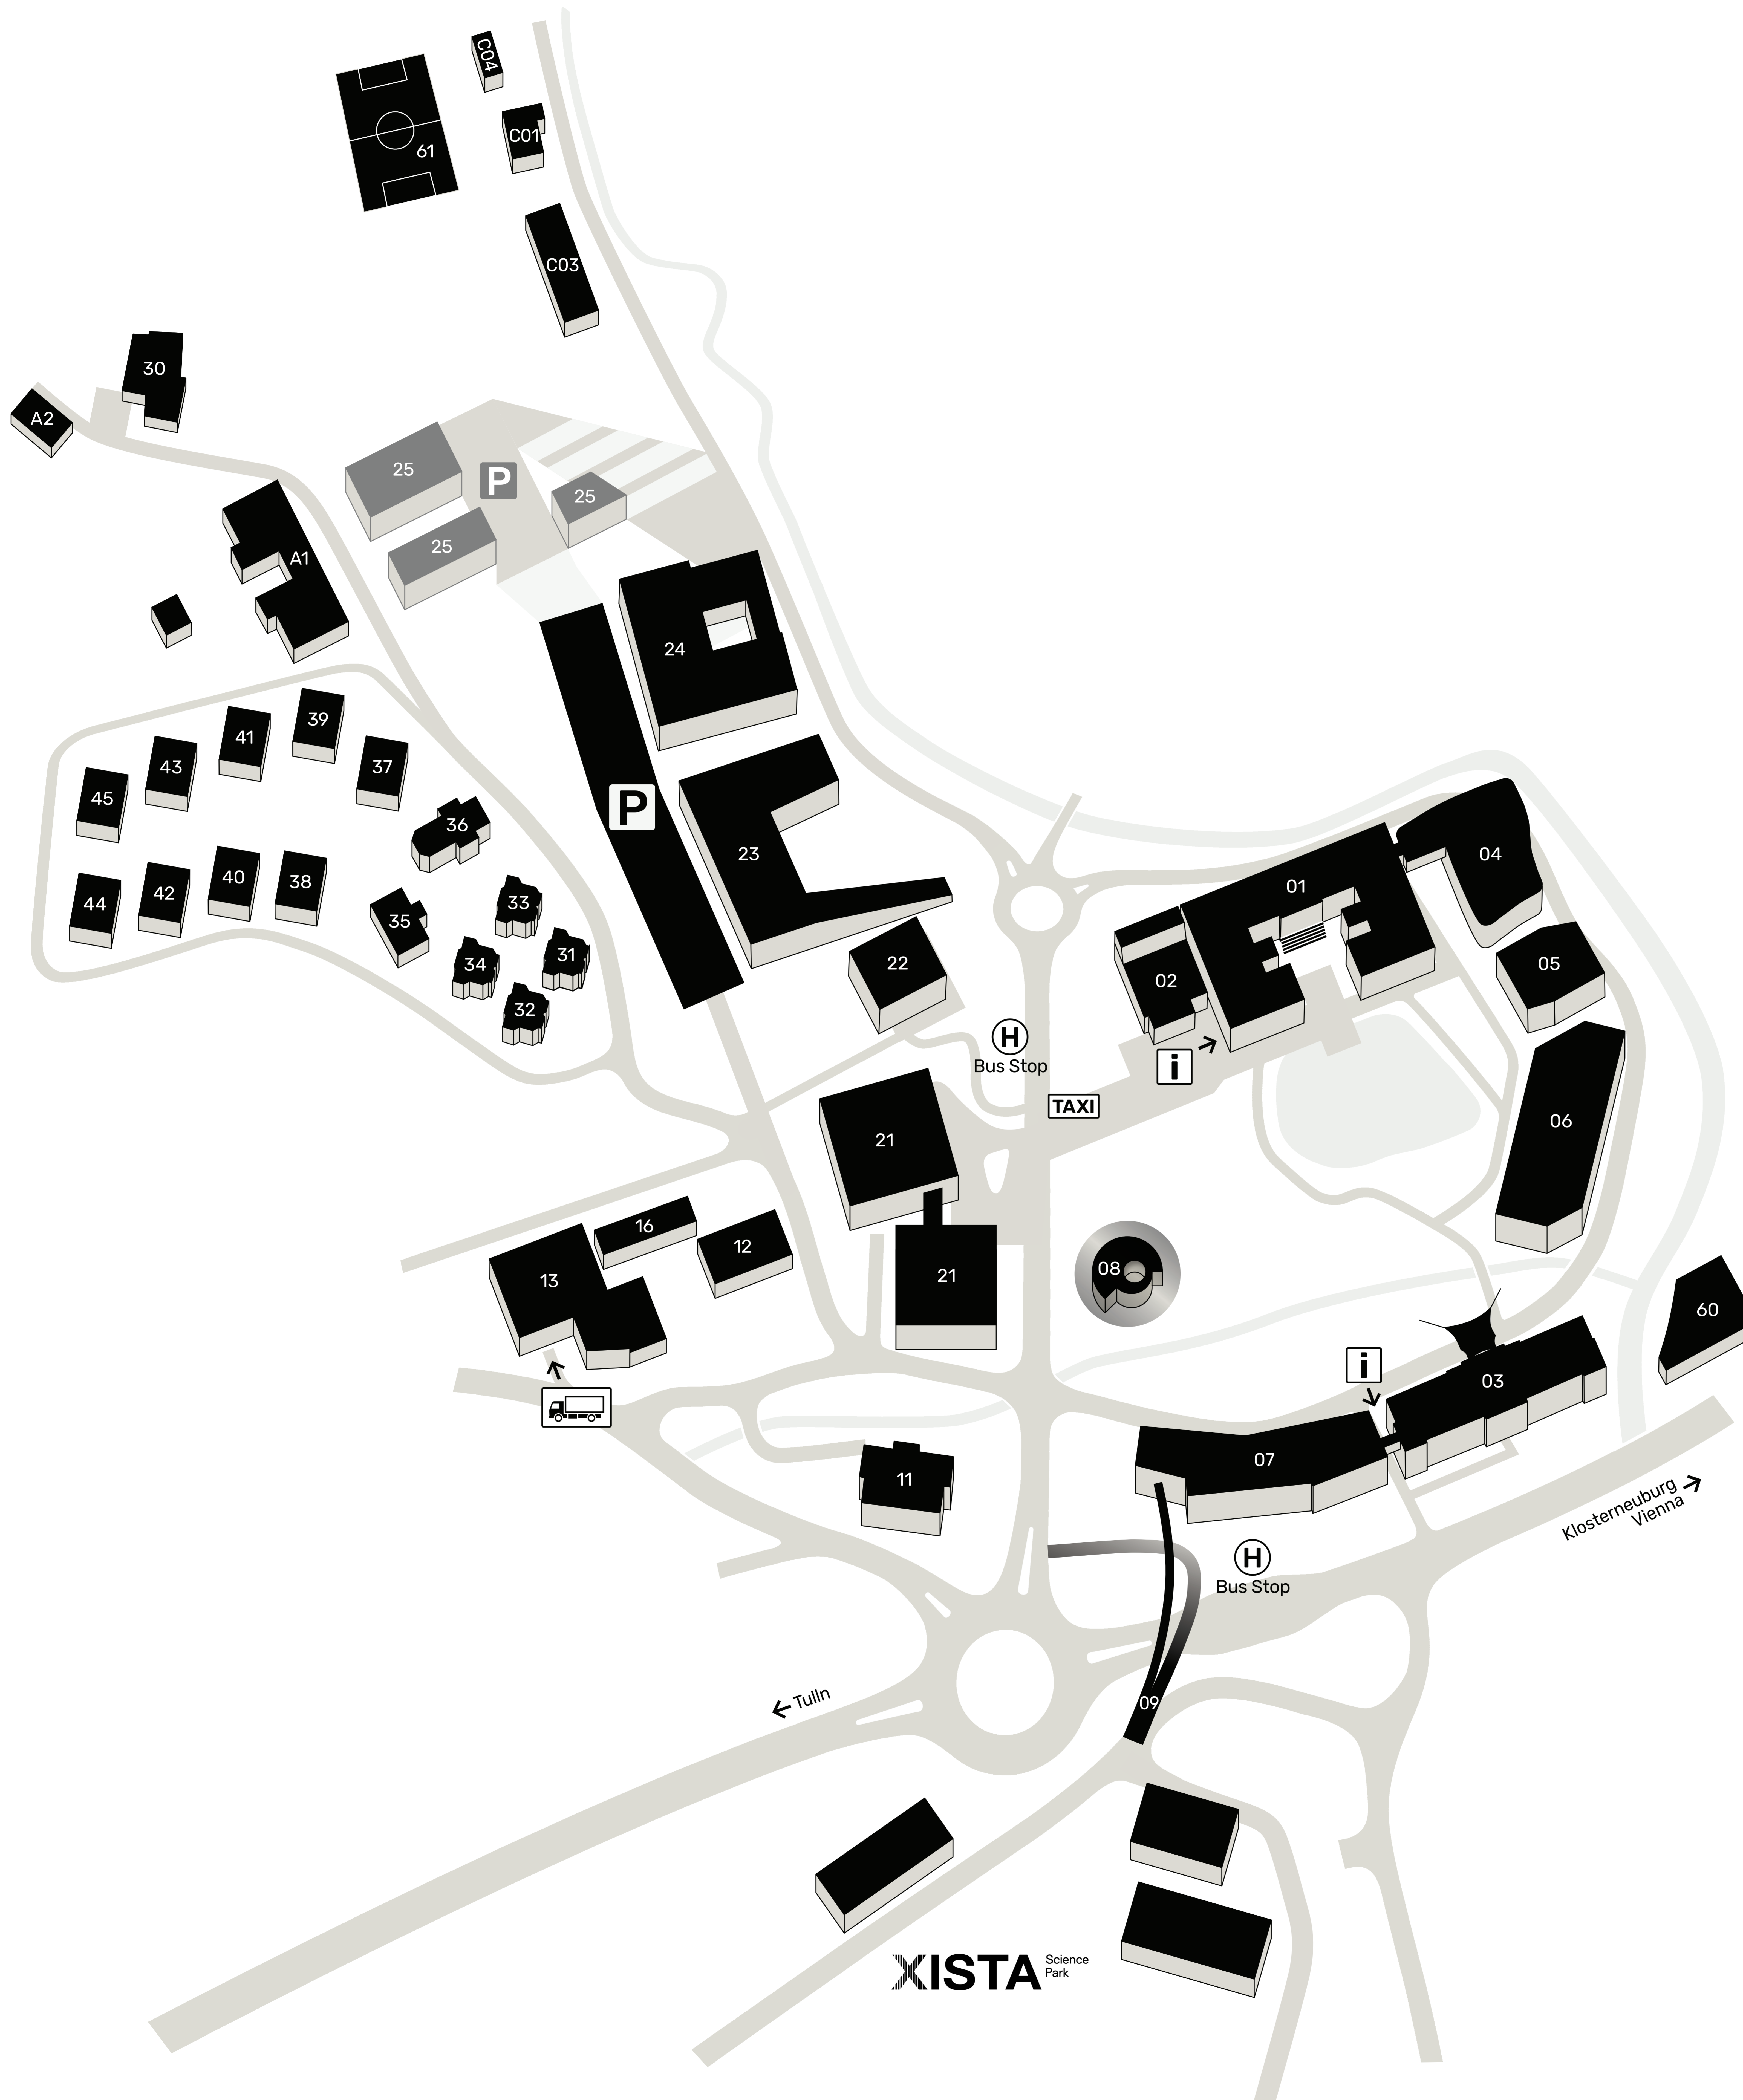 C04
C01
61
C03
30
A2
25
P
25
25
A1
24
39
41
37
43
45
P
36
23
04
01
40
38
42
33
44
35
31
34
22
05
02
32
H
Bus Stop
i
TAXI
06
21
16
12
08
21
13
60
i
03
07
11
Klosterneuburg
Vienna
H
Bus Stop
Tulln
09
XISTA
Science
Park